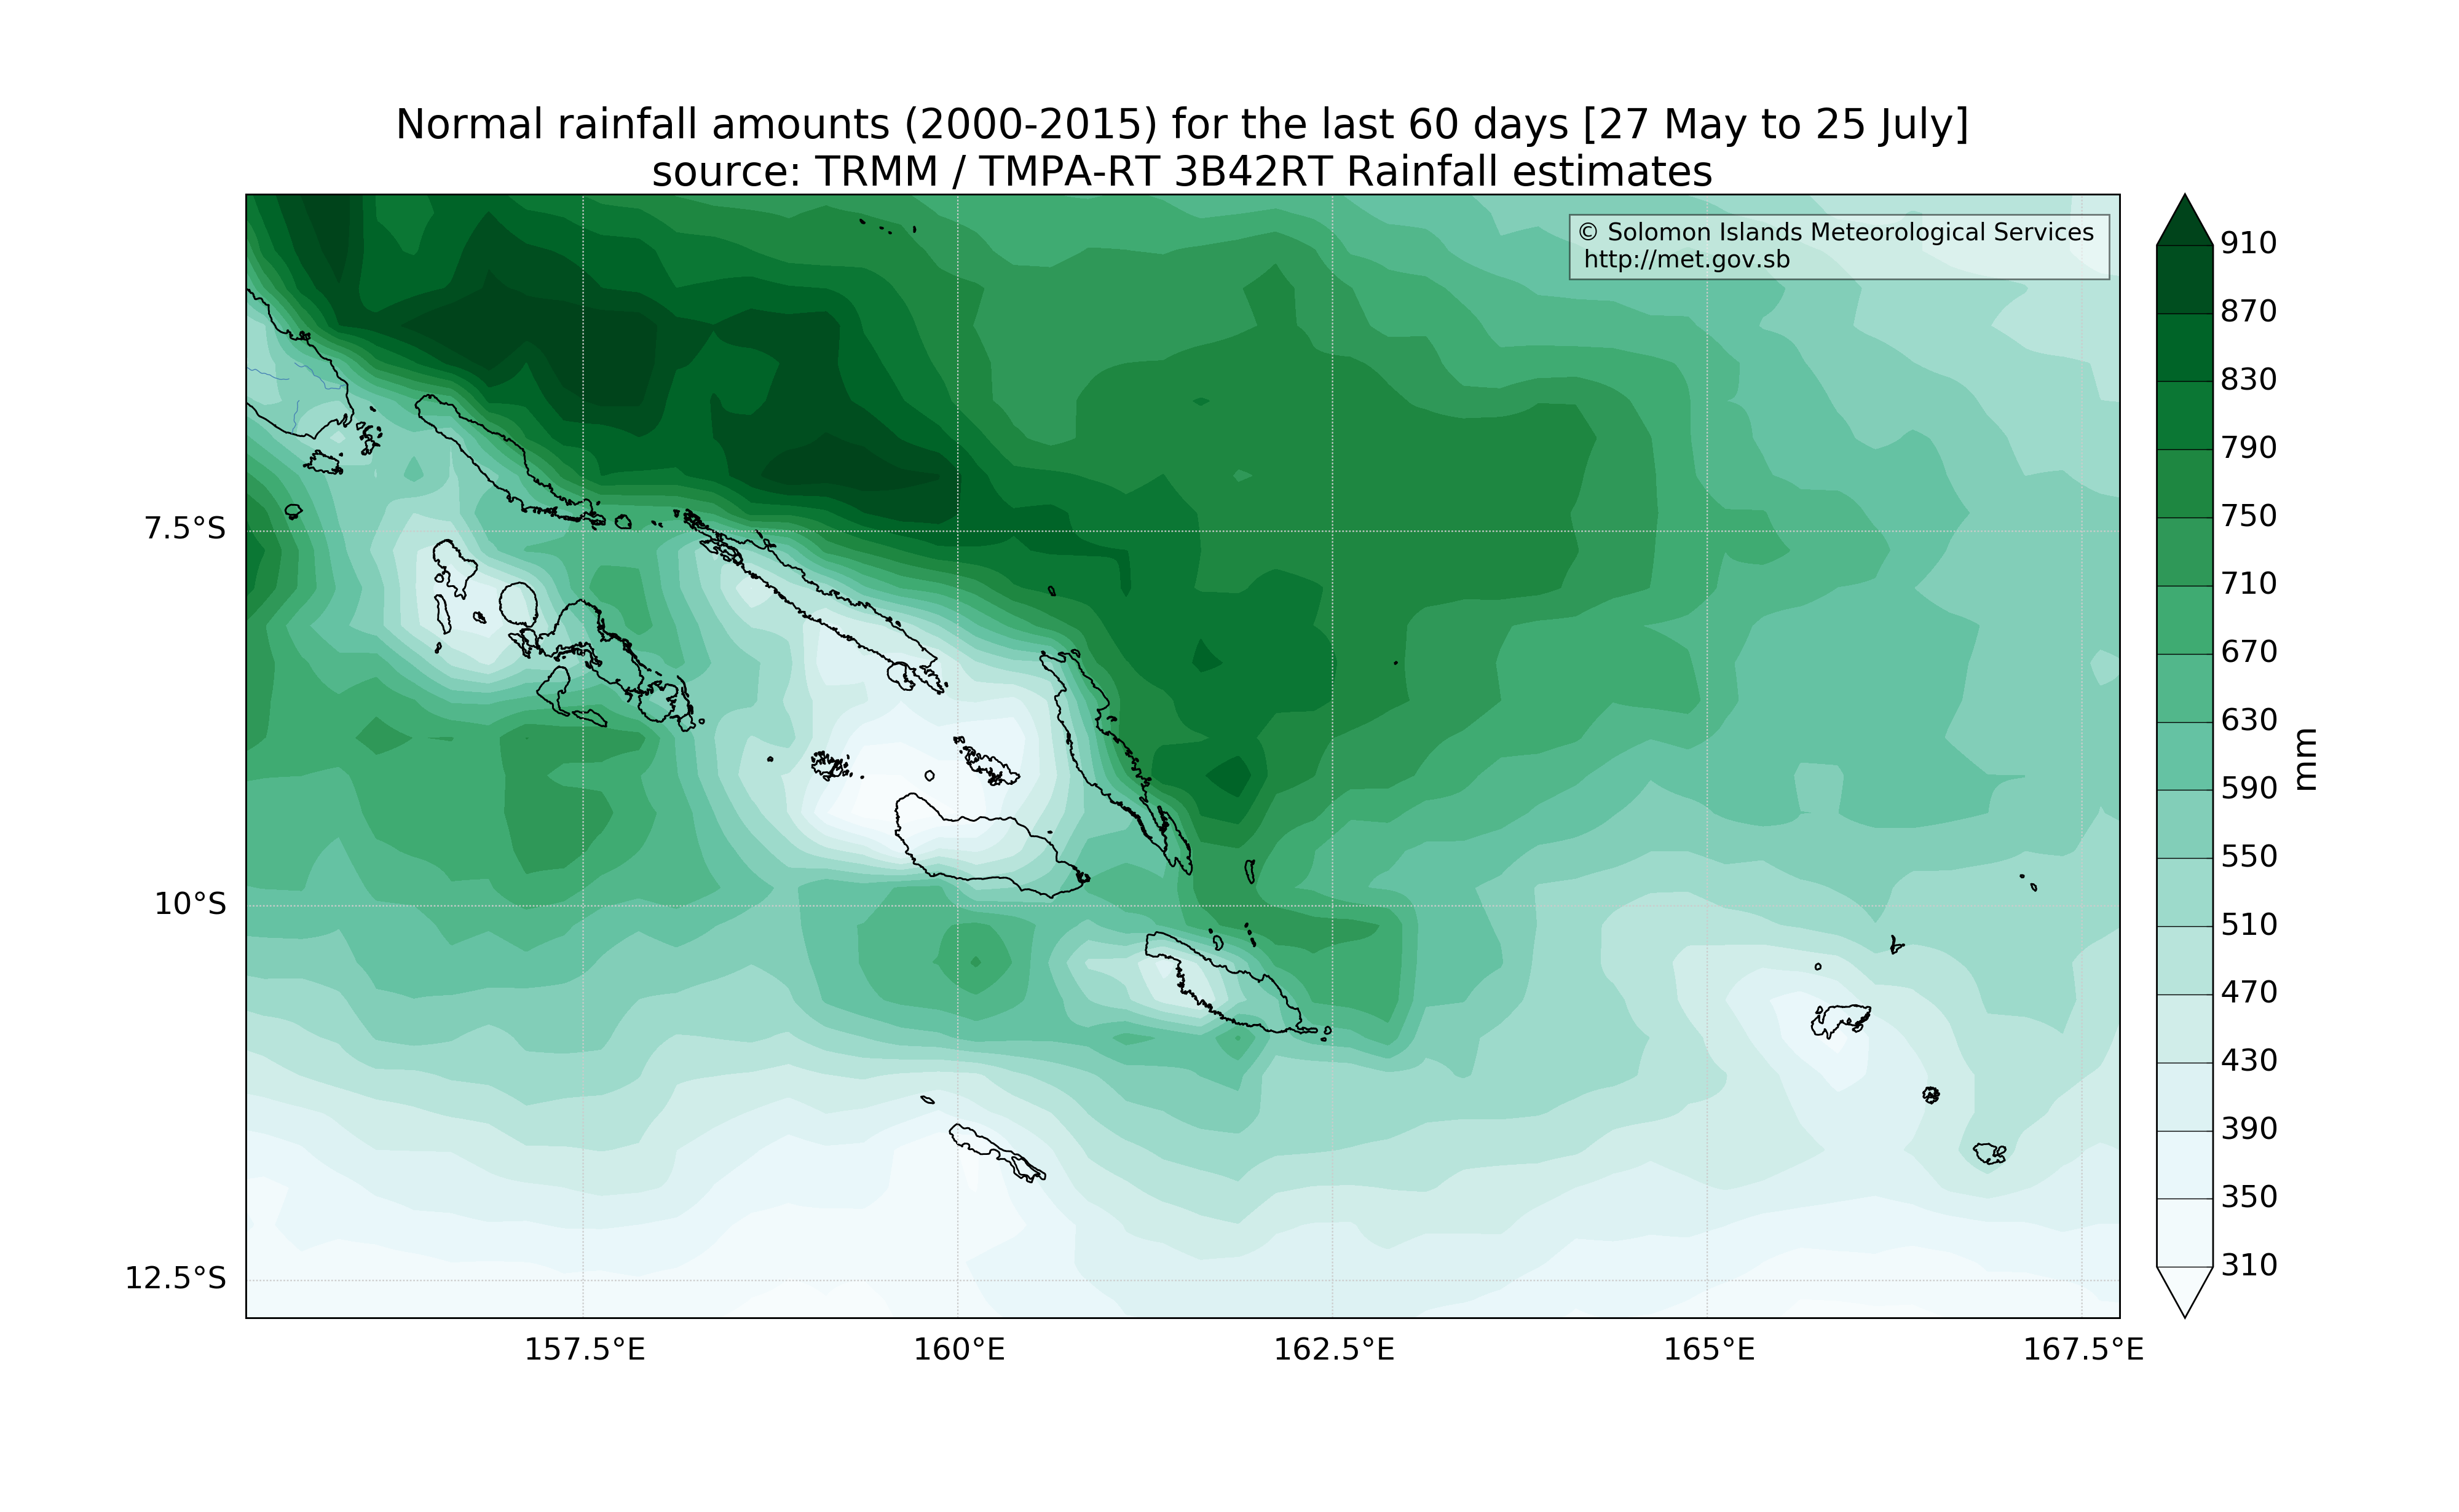 Normal rainfall amounts (2000-2015) for the last 60 days [27 May to 25 July]
source: TRMM / TMPA-RT 3B42RT Rainfall estimates
© Solomon Islands Meteorological Services
http://met.gov.sb
7.5°S
10°S
12.5°S
157.5°E
160°E
162.5°E
165°E
167.5°E
910
870
830
790
750
710
670
630
590
550
510
470
430
390
350
310
mm